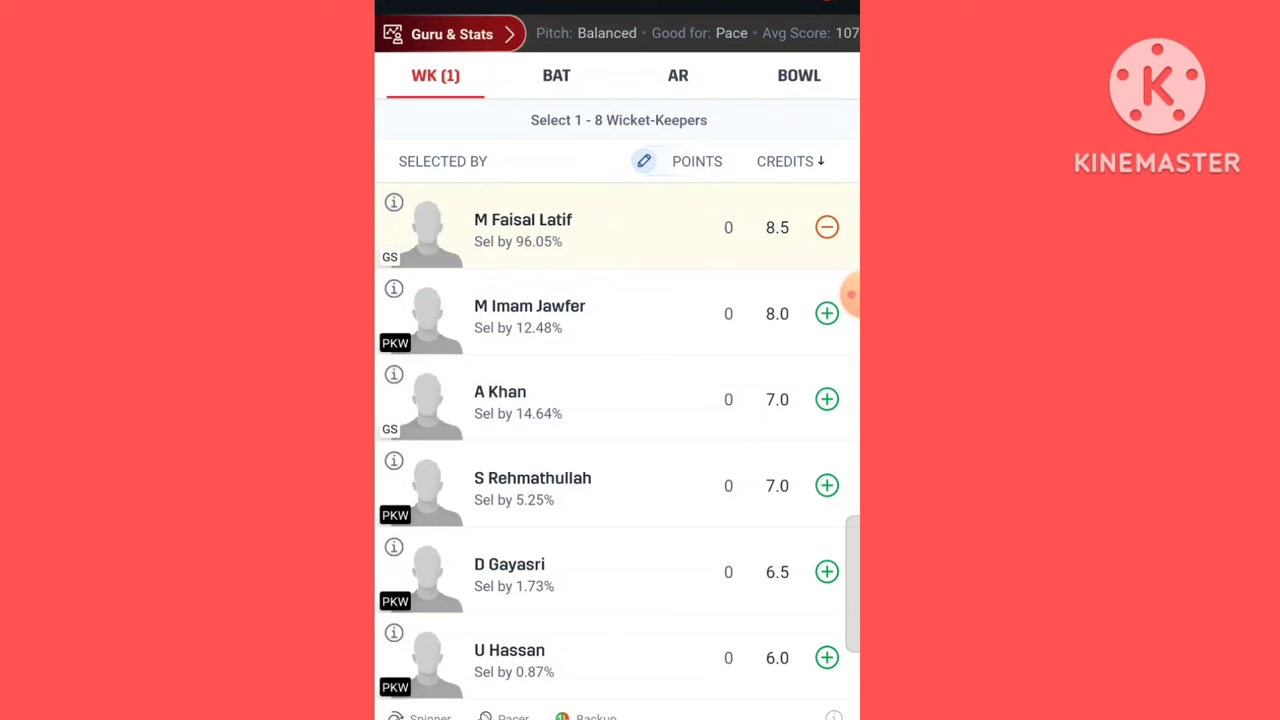 Guru & Stats
Pitch: Balanced • Good for: Pace • Avg Score: 107
WK (1) BAT AR BOWL
Select 1 - 8 Wicket-Keepers
SELECTED BY POINTS CREDITS ↓
M Faisal Latif 0 8.5
Sel by 96.05%
GS
M Imam Jawfer 0 8.0
Sel by 12.48%
PKW
A Khan 0 7.0
Sel by 14.64%
GS
S Rehmathullah 0 7.0
Sel by 5.25%
PKW
D Gayasri 0 6.5
Sel by 1.73%
PKW
U Hassan 0 6.0
Sel by 0.87%
PKW
Spinner Pacer Backup
K
KINEMASTER